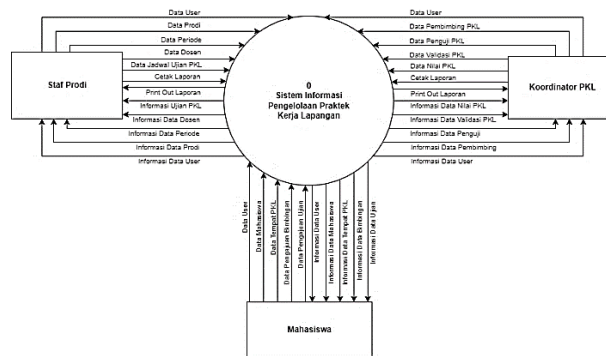 Data User
Data Prodi
Data Periode
Data Dosen
Data Jadwal Ujian PKL
Cetak Laporan
Print Out Laporan
Informasi Ujian PKL
Informasi Data Dosen
Informasi Data Periode
Informasi Data Prodi
Informasi Data User
Staf Prodi
0
Sistem Informasi
Pengelolaan Praktek
Kerja Lapangan
Data User
Data Pembimbing PKL
Data Penguji PKL
Data Validasi PKL
Data Nilai PKL
Cetak Laporan
Print Out Laporan
Informasi Data Nilai PKL
Informasi Data Validasi PKL
Informasi Data Penguji
Informasi Data Pembimbing
Informasi Data User
Koordinator PKL
Data User
Data Mahasiswa
Data Tempat PKL
Data Pengajuan Bimbingan
Data Pengajuan Ujian
Informasi Data User
Informasi Data Mahasiswa
Informasi Data Tempat PKL
Informasi Data Bimbingan
Informasi Data Ujian
Mahasiswa